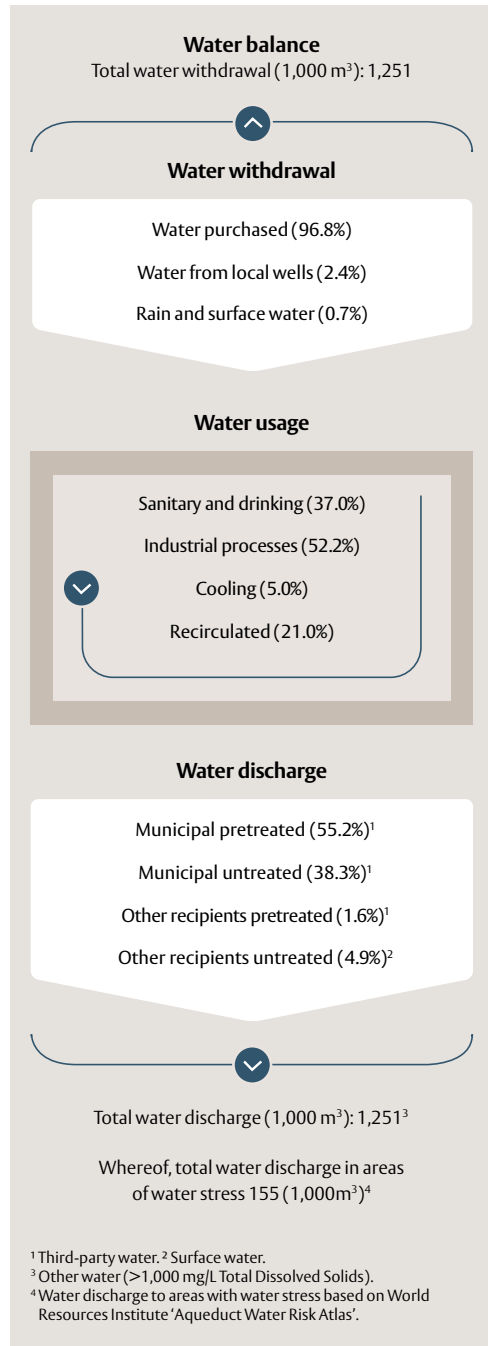 Water balance
Total water withdrawal (1,000 m³): 1,251
Water withdrawal
Water purchased (96.8%)
Water from local wells (2.4%)
Rain and surface water (0.7%)
Water usage
Sanitary and drinking (37.0%)
Industrial processes (52.2%)
Cooling (5.0%)
Recirculated (21.0%)
Water discharge
Municipal pretreated (55.2%)¹
Municipal untreated (38.3%)¹
Other recipients pretreated (1.6%)¹
Other recipients untreated (4.9%)²
Total water discharge (1,000 m³): 1,251³
Whereof, total water discharge in areas
of water stress 155 (1,000m³)⁴
¹ Third-party water. ² Surface water.
³ Other water (>1,000 mg/L Total Dissolved Solids).
⁴ Water discharge to areas with water stress based on World
Resources Institute ‘Aqueduct Water Risk Atlas’.